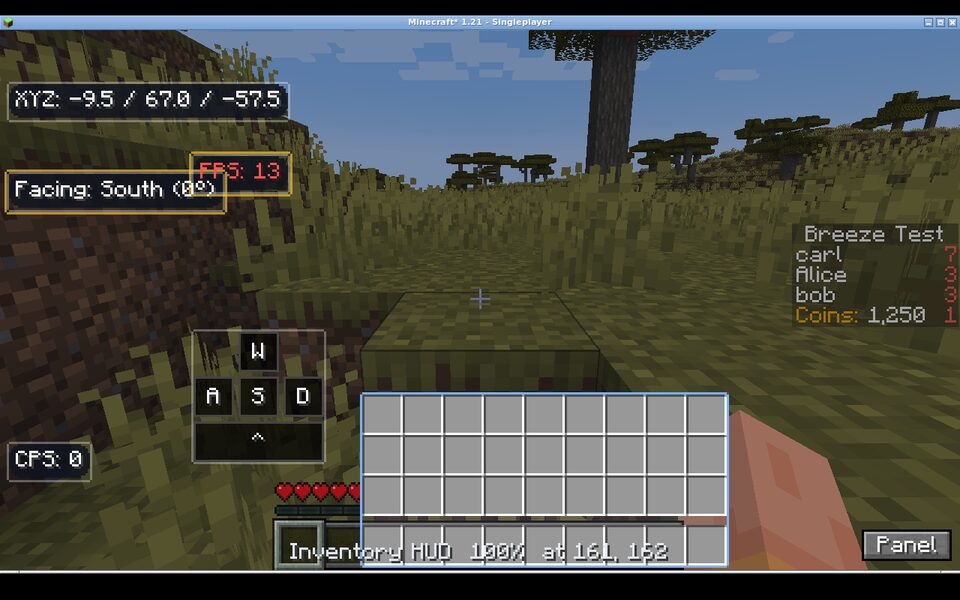 Minecraft* 1.21 - Singleplayer
XYZ: -9.5 / 67.0 / -57.5
FPS: 13
Facing: South (0°)
Breeze Test
carl 7
Alice 3
bob 3
Coins: 1,250 1
W
A S D
^
CPS: 0
Inventory HUD 100% at 161, 162
Panel